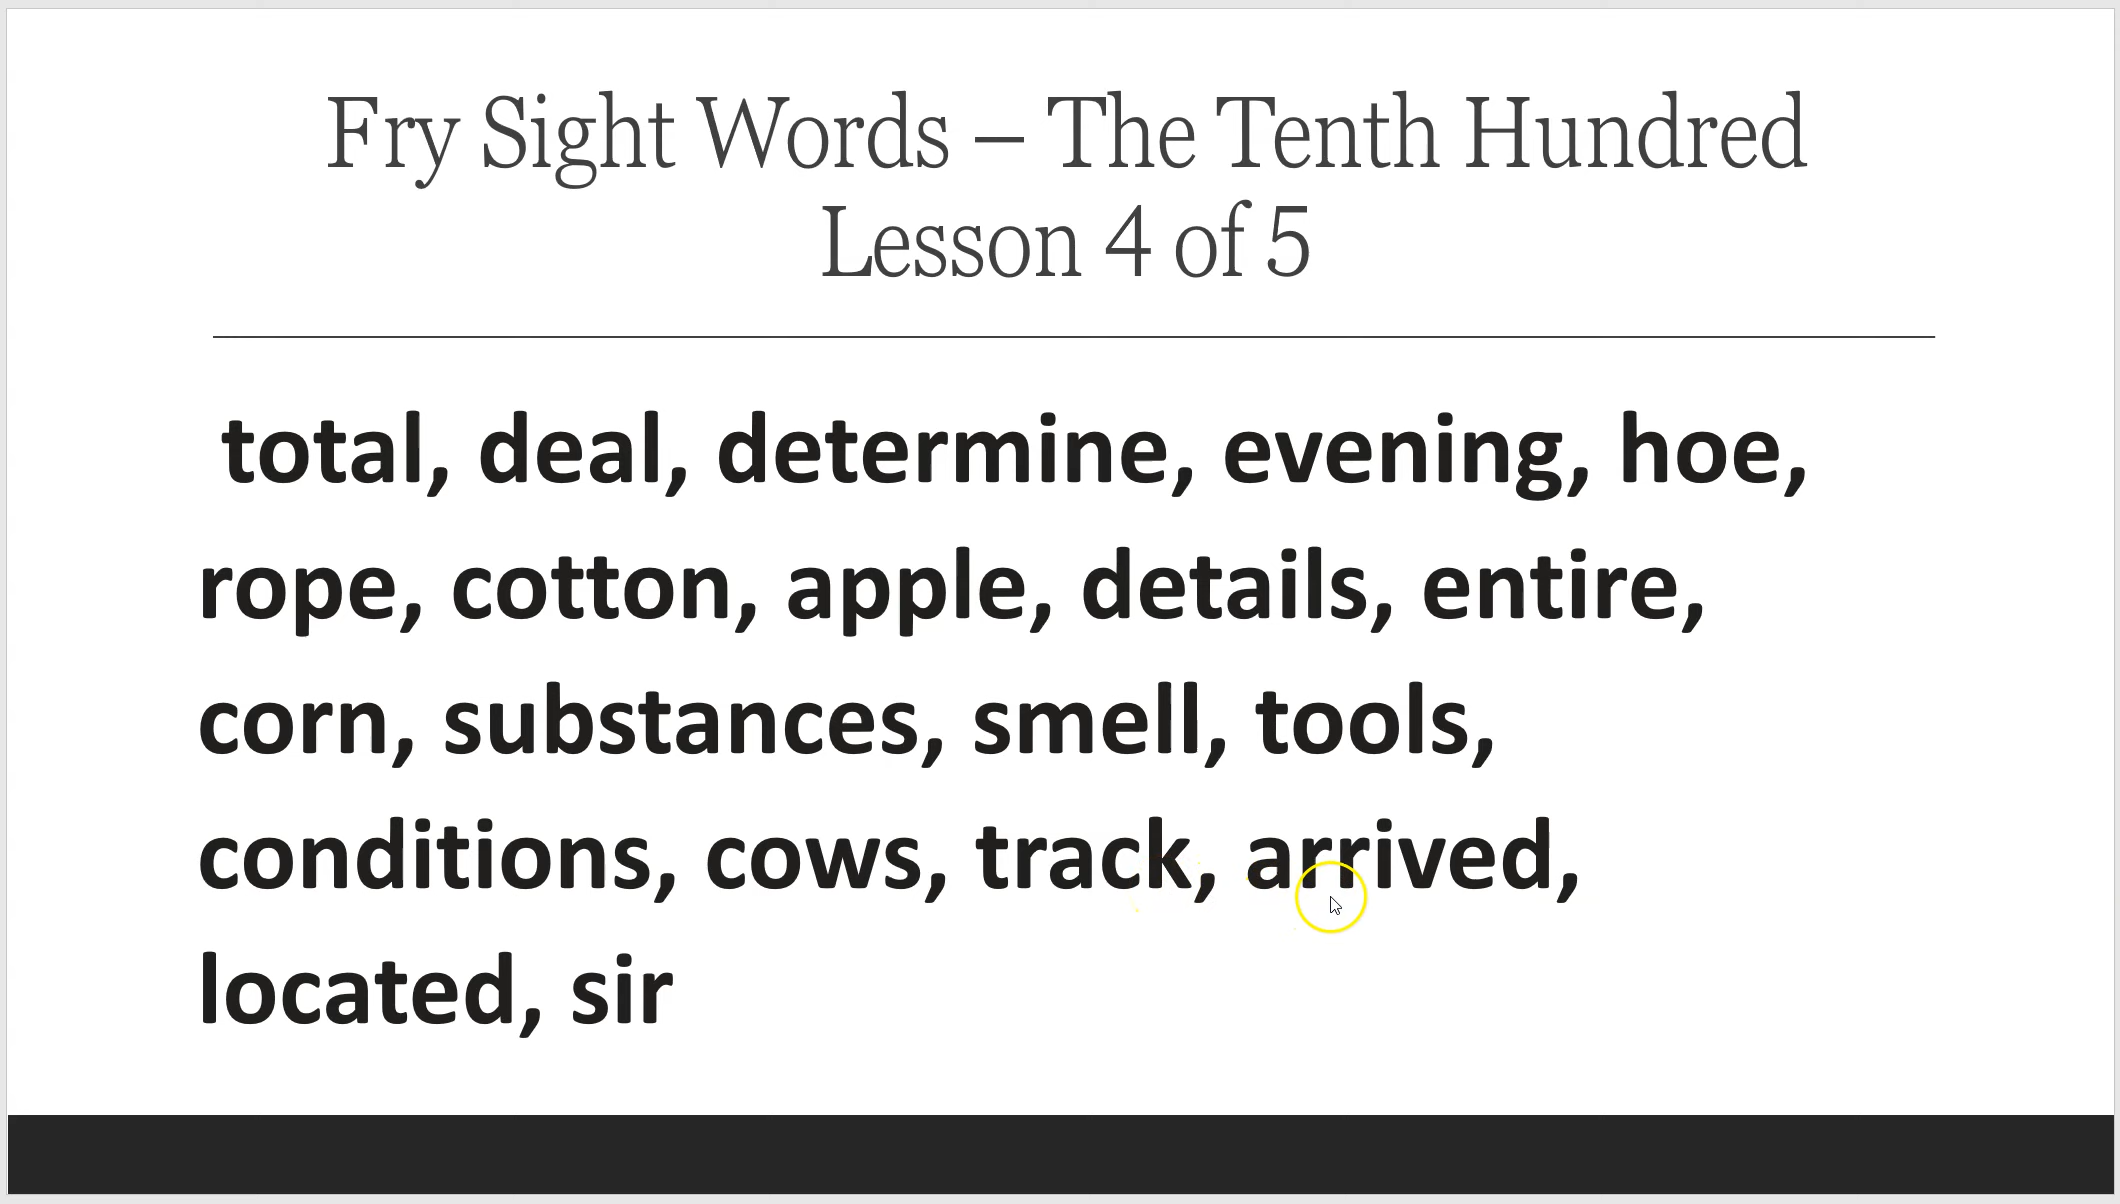 Fry Sight Words – The Tenth Hundred
Lesson 4 of 5
total, deal, determine, evening, hoe,
rope, cotton, apple, details, entire,
corn, substances, smell, tools,
conditions, cows, track, arrived,
located, sir